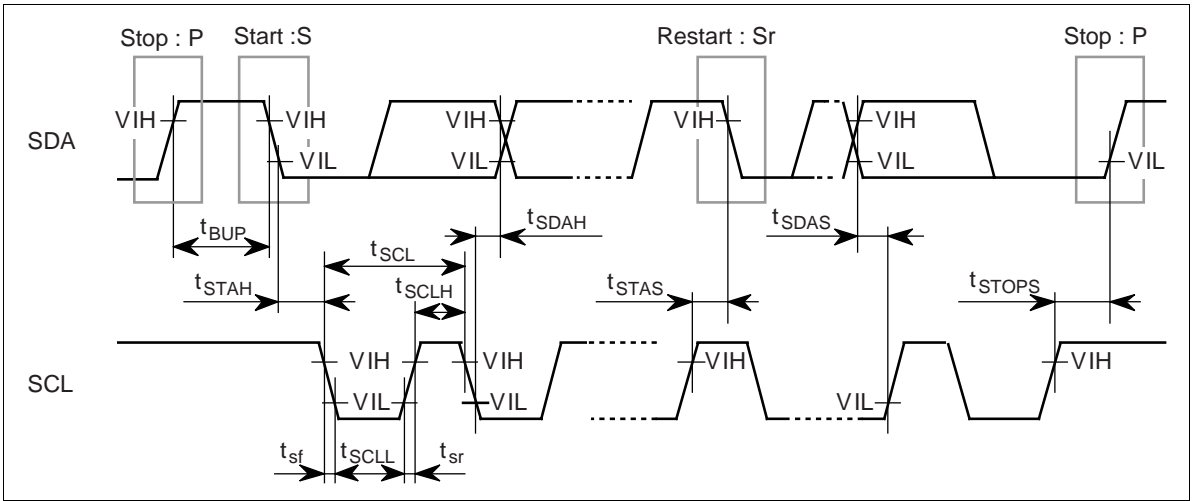 Stop : P Start :S Restart : Sr Stop : P
SDA VIH VIH VIH VIH VIH
VIL VIL VIL VIL
tBUP tSDAH tSDAS
tSCL
tSTAH tSCLH tSTAS tSTOPS
SCL VIH VIH VIH VIH
VIL VIL VIL
tsf tSCLL tsr